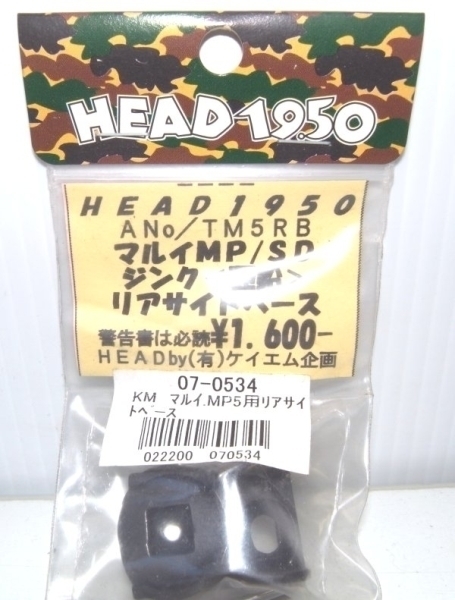 HEAD1950
HEAD1950
ANo/TM5RB
マルイMP/SD
ジンク
リアサイトベース
警告書は必読¥1.600-
HEADby(有)ケイエム企画
07-0534
KM マルイ.MP5用リアサイ
トベース
022200 070534